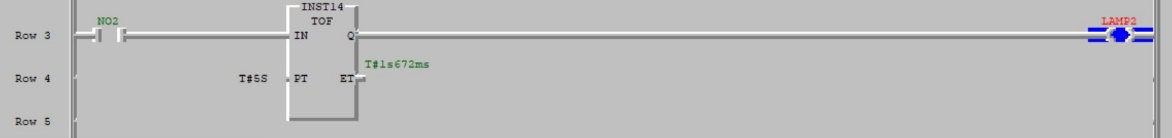 INST14
NO2 TOF LAMP2
Row 3 IN Q
T#1s672ms
Row 4 T#5S PT ET
Row 5